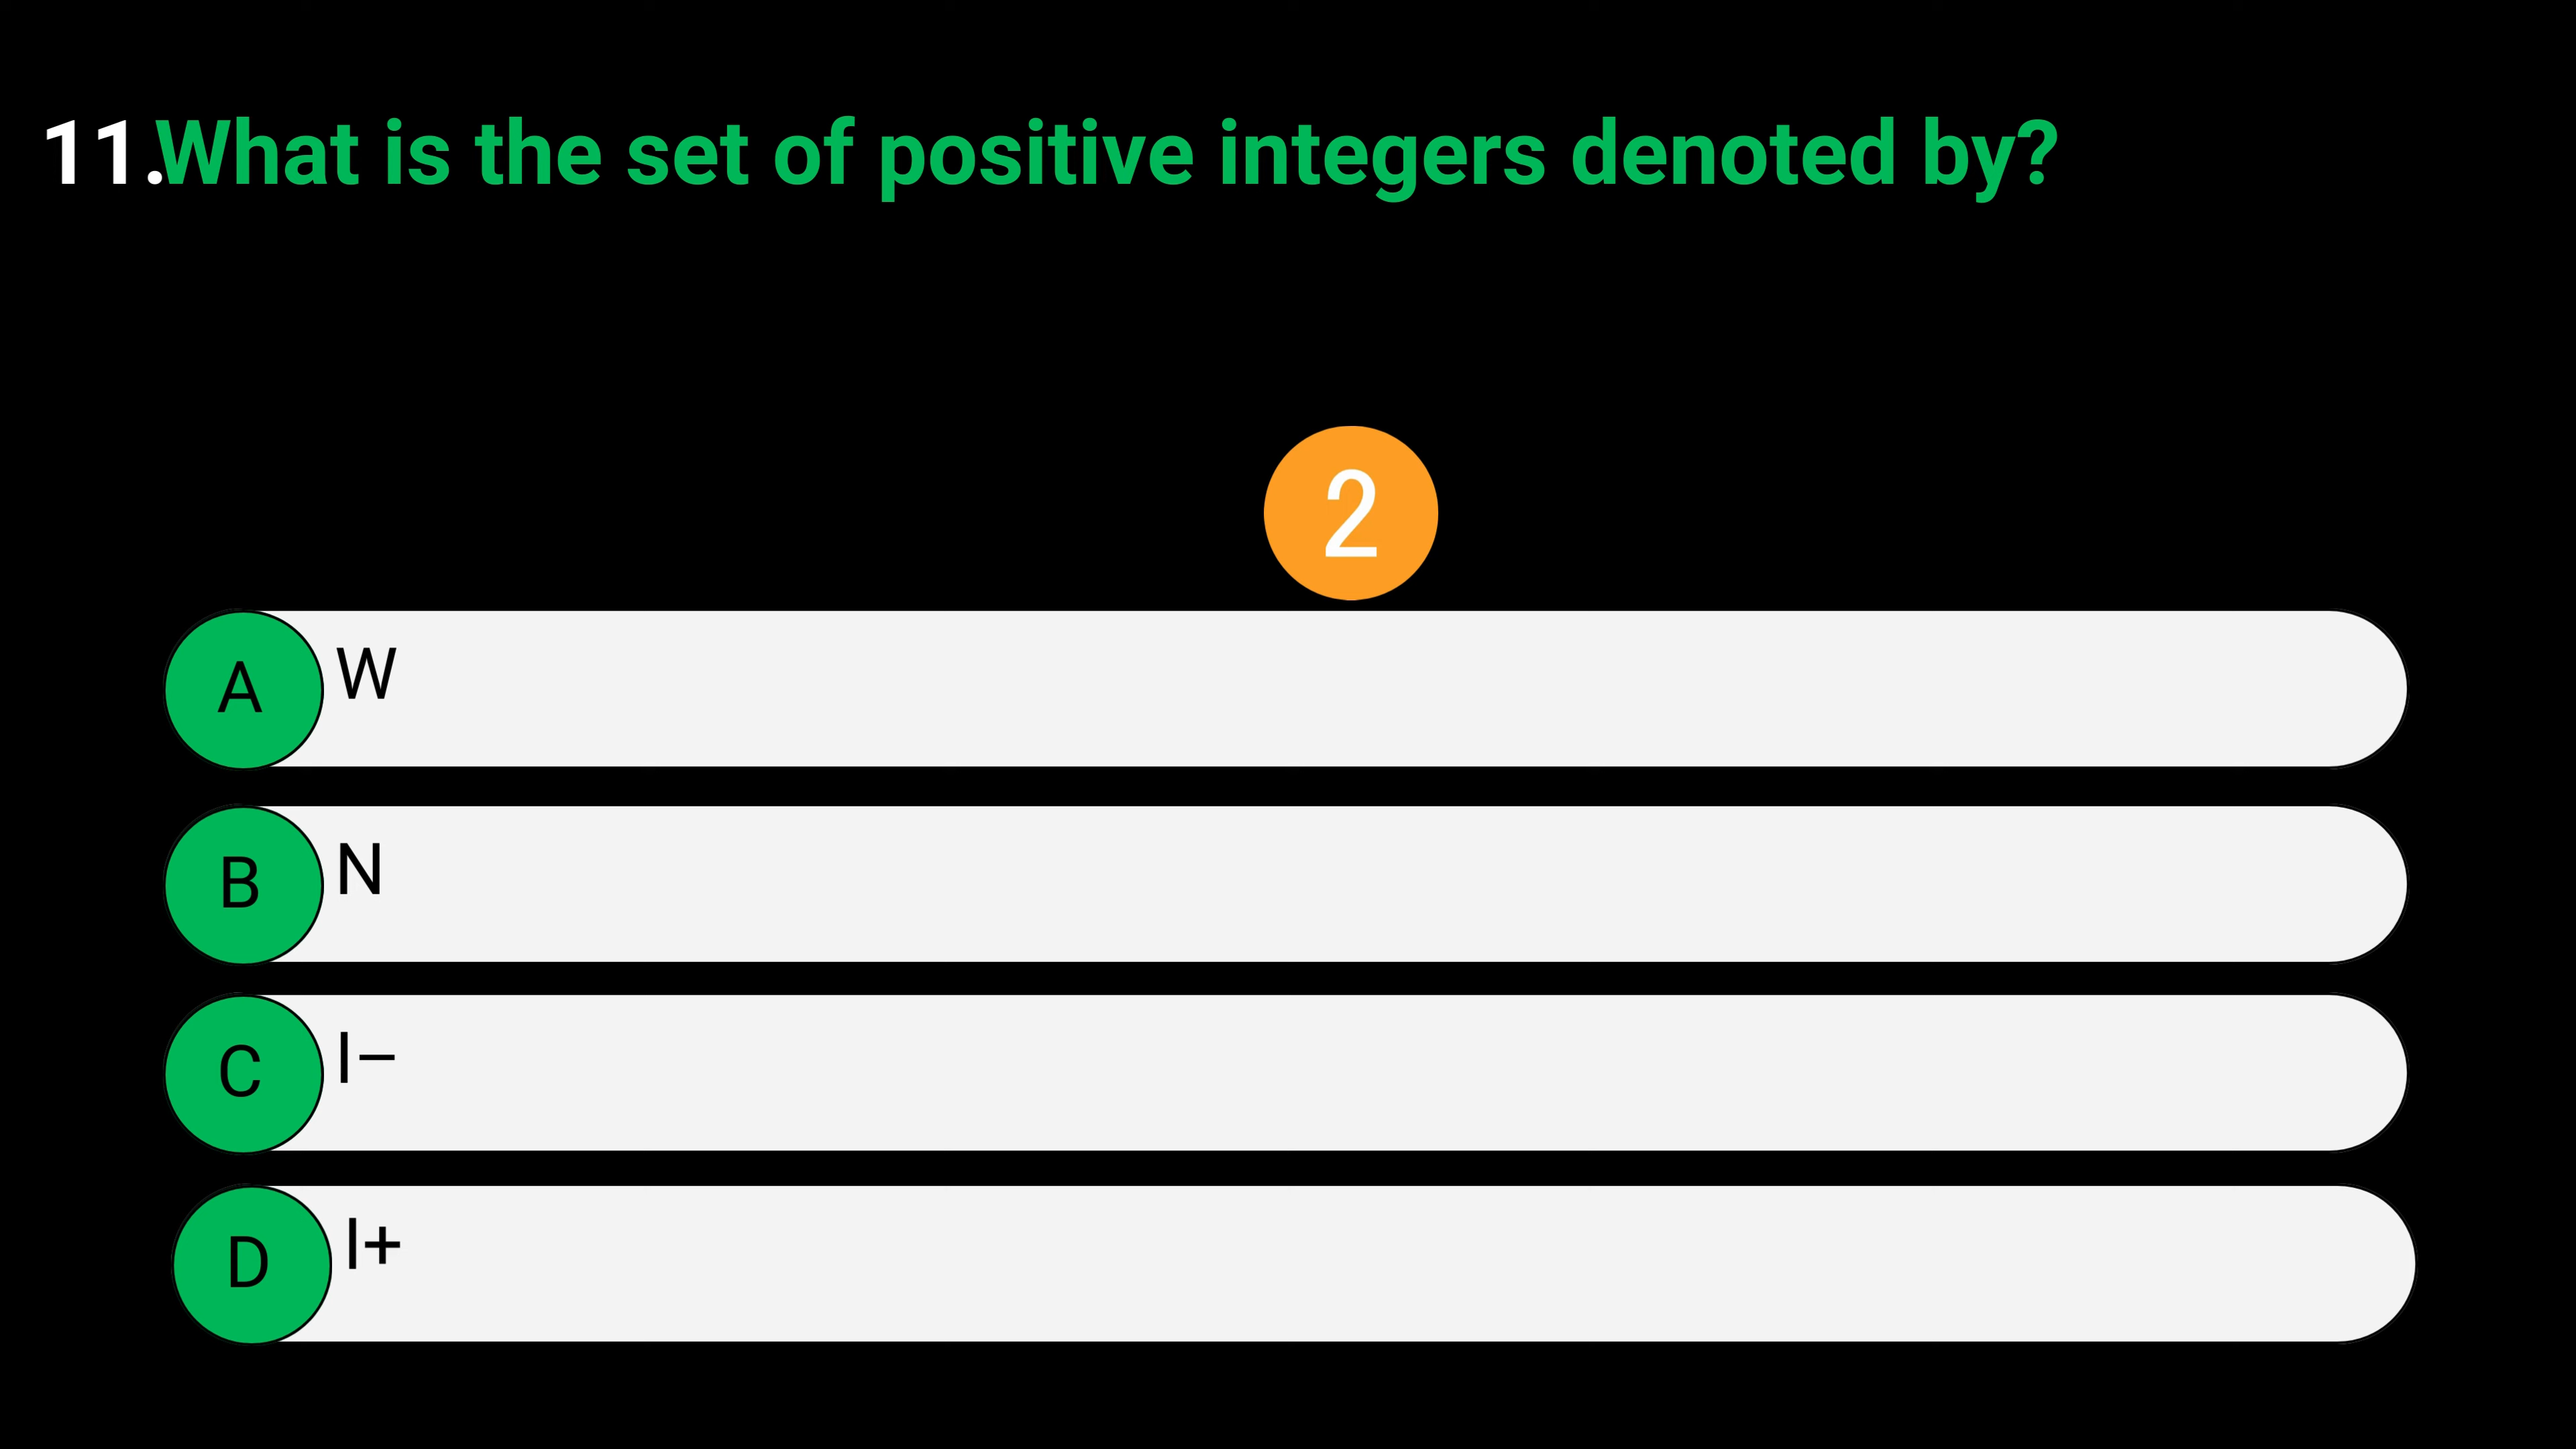 11.What is the set of positive integers denoted by?
2
A W
B N
C I–
D I+